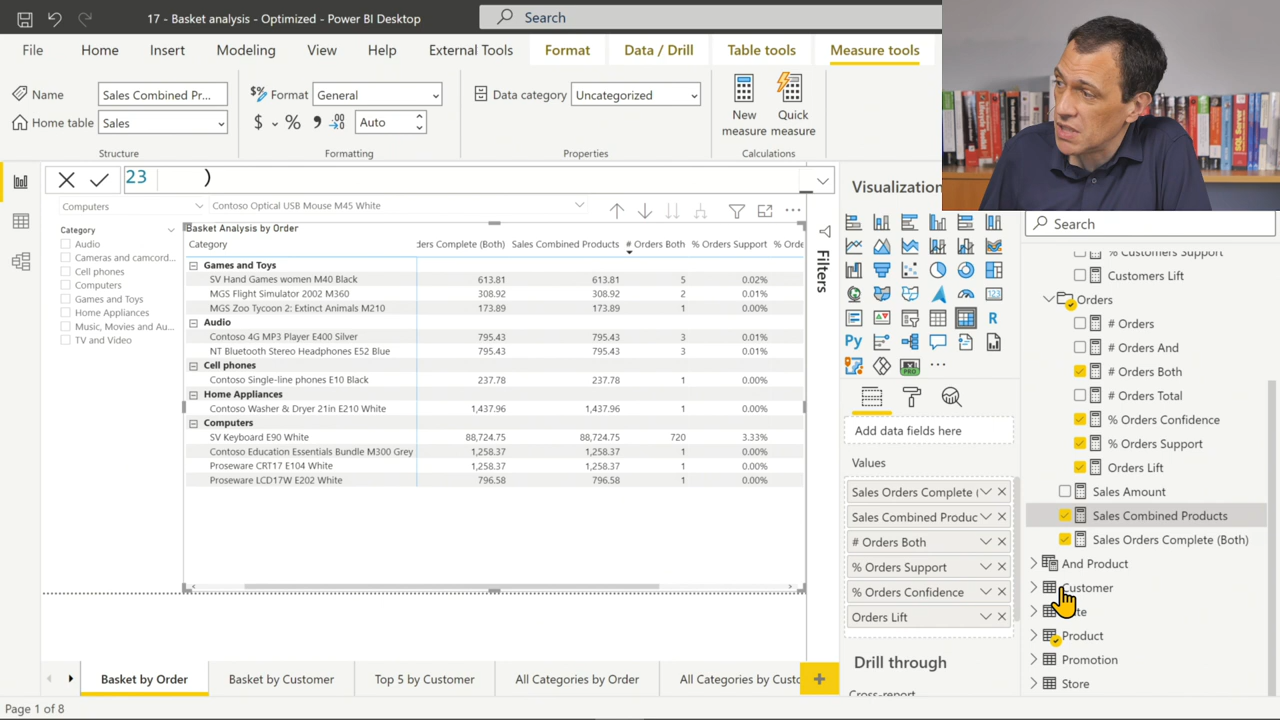 17 - Basket analysis - Optimized - Power BI Desktop
Search
File Home Insert Modeling View Help External Tools Format Data / Drill Table tools Measure tools
Name Sales Combined Pr...
Home table Sales
Structure
Format General
$ % 9 Auto
Formatting
Data category Uncategorized
Properties
New measure
Quick measure
Calculations
23 )
Computers
Contoso Optical USB Mouse M45 White
Category
Audio
Cameras and camcord...
Cell phones
Computers
Games and Toys
Home Appliances
Music, Movies and Au...
TV and Video
Basket Analysis by Order
Category ders Complete (Both) Sales Combined Products # Orders Both % Orders Support % Orde
Games and Toys
SV Hand Games women M40 Black 613.81 613.81 5 0.02%
MGS Flight Simulator 2002 M360 308.92 308.92 2 0.01%
MGS Zoo Tycoon 2: Extinct Animals M210 173.89 173.89 1 0.00%
Audio
Contoso 4G MP3 Player E400 Silver 795.43 795.43 3 0.01%
NT Bluetooth Stereo Headphones E52 Blue 795.43 795.43 3 0.01%
Cell phones
Contoso Single-line phones E10 Black 237.78 237.78 1 0.00%
Home Appliances
Contoso Washer & Dryer 21in E210 White 1,437.96 1,437.96 1 0.00%
Computers
SV Keyboard E90 White 88,724.75 88,724.75 720 3.33%
Contoso Education Essentials Bundle M300 Grey 1,258.37 1,258.37 1 0.00%
Proseware CRT17 E104 White 1,258.37 1,258.37 1 0.00%
Proseware LCD17W E202 White 796.58 796.58 1 0.00%
Filters
Visualization
R
Py
PRO
Add data fields here
Values
Sales Orders Complete (
Sales Combined Produc
# Orders Both
% Orders Support
% Orders Confidence
Orders Lift
Drill through
Cross-report
Search
% Customers Support
Customers Lift
Orders
# Orders
# Orders And
# Orders Both
# Orders Total
% Orders Confidence
% Orders Support
Orders Lift
Sales Amount
Sales Combined Products
Sales Orders Complete (Both)
And Product
Customer
te
Product
Promotion
Store
Basket by Order Basket by Customer Top 5 by Customer All Categories by Order All Categories by Custo
Page 1 of 8